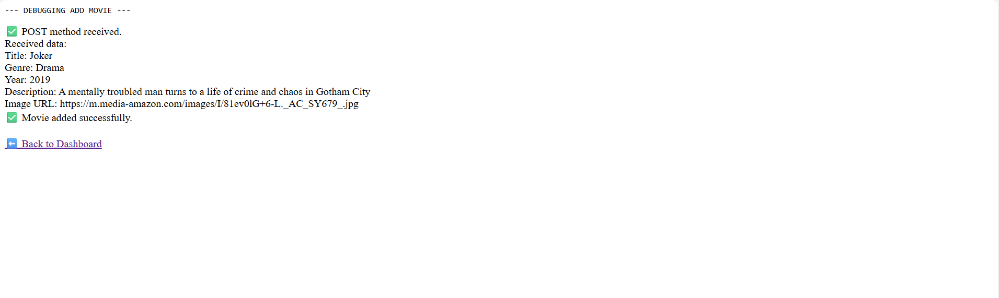 --- DEBUGGING ADD MOVIE ---
✅ POST method received.
Received data:
Title: Joker
Genre: Drama
Year: 2019
Description: A mentally troubled man turns to a life of crime and chaos in Gotham City
Image URL: https://m.media-amazon.com/images/I/81ev0lG+6-L._AC_SY679_.jpg
✅ Movie added successfully.
⬅️ Back to Dashboard